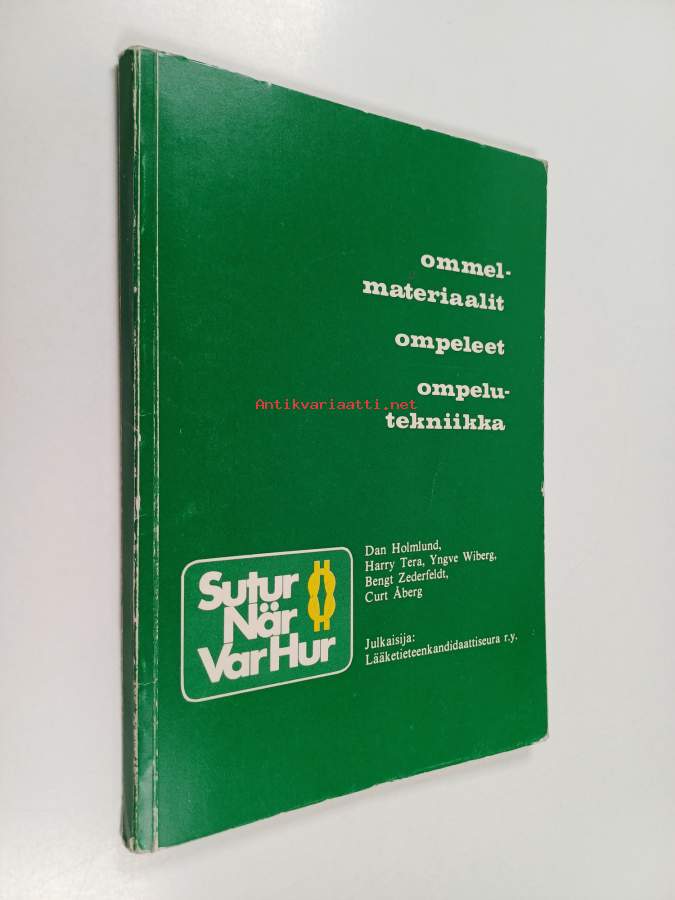 ommel-
materiaalit
ompeleet
ompelu-
Antikvariaatti.net
tekniikka
Dan Holmlund,
Harry Tera, Yngve Wiberg,
Bengt Zederfeldt,
Curt Åberg
Sutur
När
Var Hur
Julkaisija:
Lääketieteenkandidaattiseura r.y.